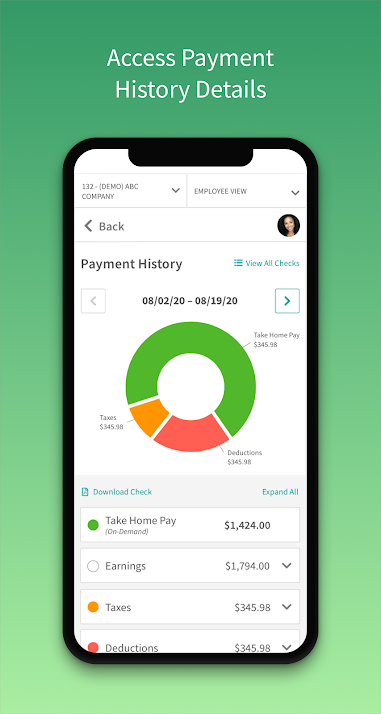 Access Payment
History Details
132 - (DEMO) ABC
COMPANY
EMPLOYEE VIEW
Back
Payment History
View All Checks
08/02/20 – 08/19/20
Take Home Pay
$345.98
Taxes
$345.98
Deductions
$345.98
Download Check
Expand All
Take Home Pay
(On-Demand)
$1,424.00
Earnings
$1,794.00
Taxes
$345.98
Deductions
$345.98